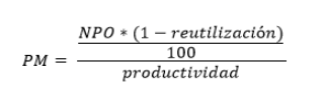 NPO * (1 − reutilización)
100
PM =
productividad